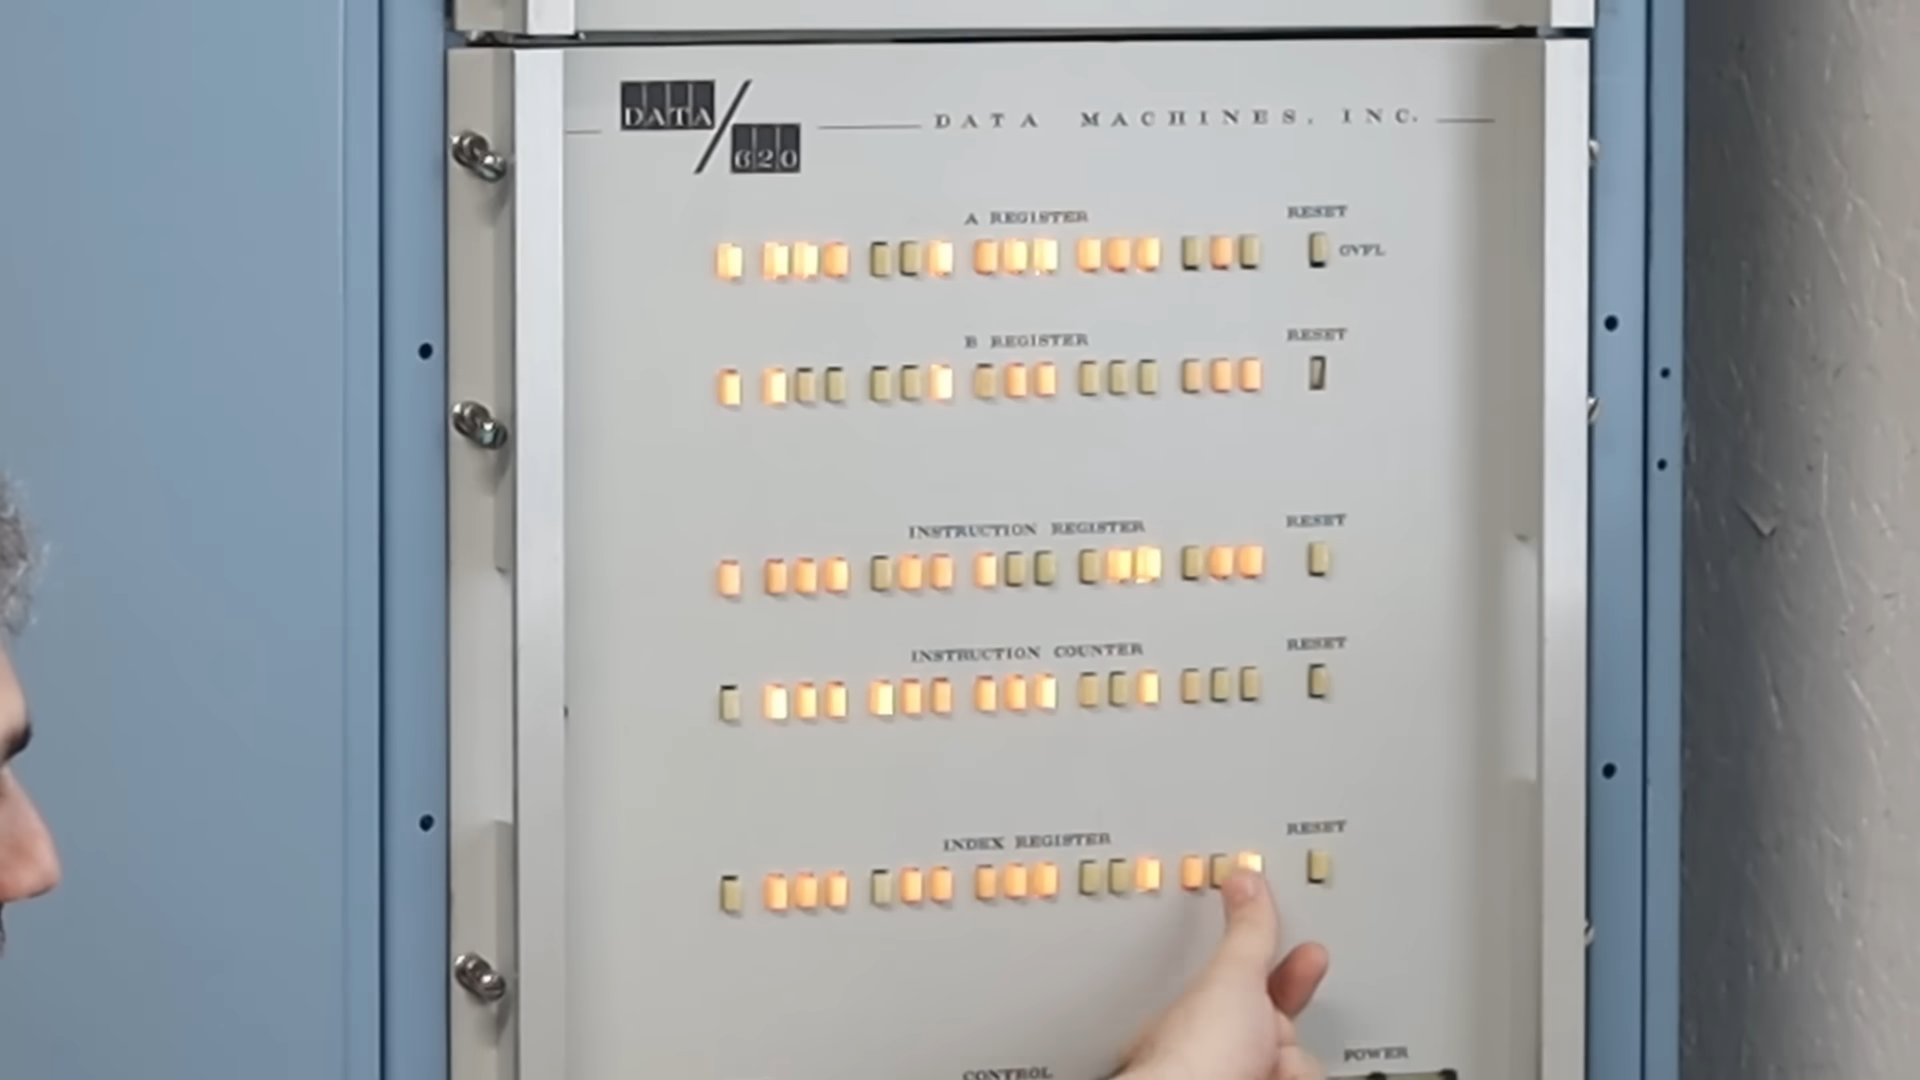 DATA/620
DATA MACHINES, INC.
A REGISTER
RESET
OVFL
B REGISTER
RESET
INSTRUCTION REGISTER
RESET
INSTRUCTION COUNTER
RESET
INDEX REGISTER
RESET
POWER
CONTROL